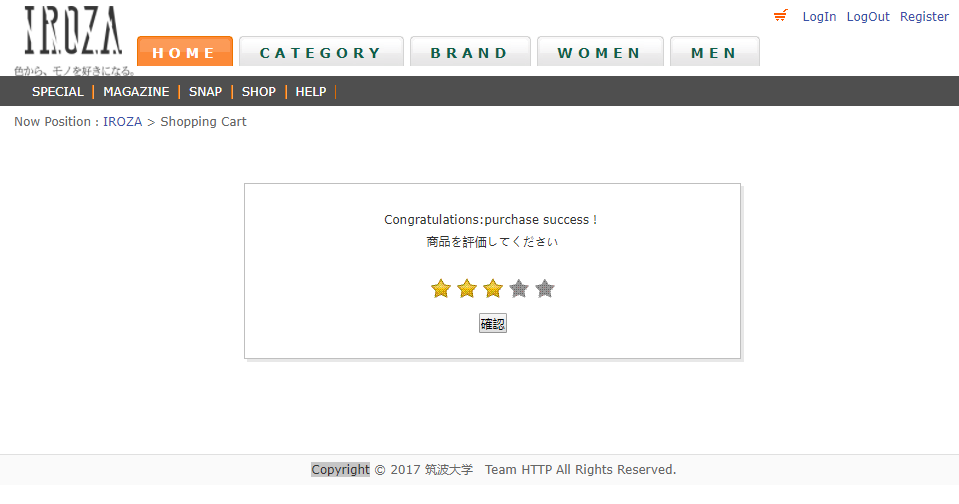 IROZA
色から、モノを好きになる。
LogIn LogOut Register
HOME CATEGORY BRAND WOMEN MEN
SPECIAL | MAGAZINE | SNAP | SHOP | HELP |
Now Position : IROZA > Shopping Cart
Congratulations:purchase success !
商品を評価してください
確認
Copyright © 2017 筑波大学 Team HTTP All Rights Reserved.